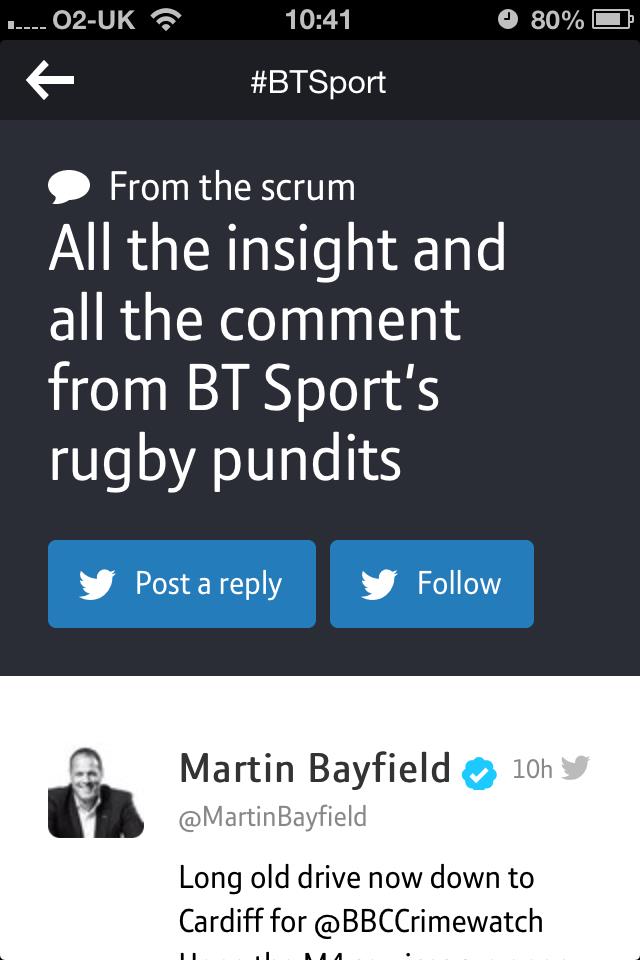 O2-UK 10:41 80%
#BTSport
From the scrum
All the insight and
all the comment
from BT Sport's
rugby pundits
Post a reply Follow
Martin Bayfield 10h
@MartinBayfield
Long old drive now down to
Cardiff for @BBCCrimewatch